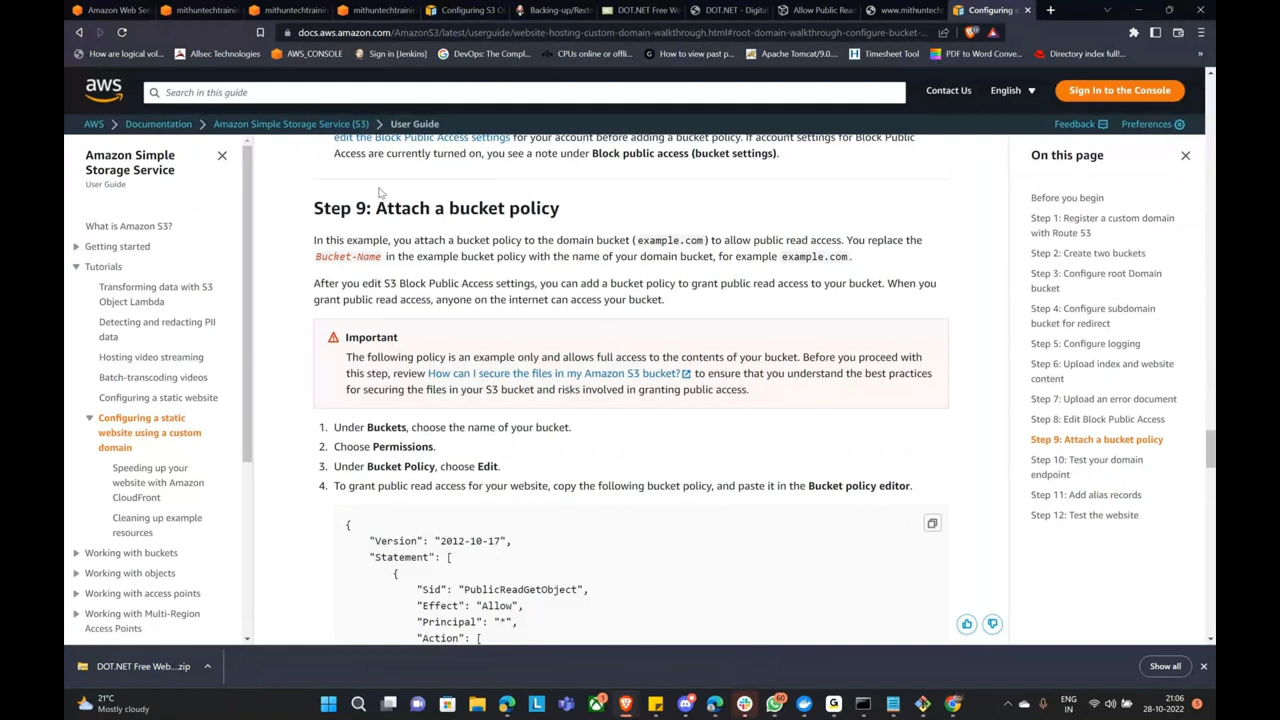 Amazon Web Ser
mithuntechtrainin
mithuntechtrainin
mithuntechtrainin
Configuring S3 O
Backing-up/Resto
DOT.NET Free We
DOT.NET - Digital
Allow Public Rea
www.mithuntech
Configuring a
docs.aws.amazon.com/AmazonS3/latest/userguide/website-hosting-custom-domain-walkthrough.html#root-domain-walkthrough-configure-bucket-...
How are logical vol...
Allsec Technologies
AWS_CONSOLE
Sign in [Jenkins]
DevOps: The Compl...
CPUs online or offli...
How to view past p...
Apache Tomcat/9.0...
Timesheet Tool
PDF to Word Conve...
Directory index full!...
aws
Search in this guide
Contact Us
English
Sign In to the Console
AWS
Documentation
Amazon Simple Storage Service (S3)
User Guide
Feedback
Preferences
Amazon Simple
Storage Service
User Guide
What is Amazon S3?
Getting started
Tutorials
Transforming data with S3
Object Lambda
Detecting and redacting PII
data
Hosting video streaming
Batch-transcoding videos
Configuring a static website
Configuring a static
website using a custom
domain
Speeding up your
website with Amazon
CloudFront
Cleaning up example
resources
Working with buckets
Working with objects
Working with access points
Working with Multi-Region
Access Points
edit the Block Public Access settings for your account before adding a bucket policy. If account settings for Block Public
Access are currently turned on, you see a note under Block public access (bucket settings).
Step 9: Attach a bucket policy
In this example, you attach a bucket policy to the domain bucket (example.com) to allow public read access. You replace the
Bucket-Name in the example bucket policy with the name of your domain bucket, for example example.com.
After you edit S3 Block Public Access settings, you can add a bucket policy to grant public read access to your bucket. When you
grant public read access, anyone on the internet can access your bucket.
Important
The following policy is an example only and allows full access to the contents of your bucket. Before you proceed with
this step, review How can I secure the files in my Amazon S3 bucket? to ensure that you understand the best practices
for securing the files in your S3 bucket and risks involved in granting public access.
1. Under Buckets, choose the name of your bucket.
2. Choose Permissions.
3. Under Bucket Policy, choose Edit.
4. To grant public read access for your website, copy the following bucket policy, and paste it in the Bucket policy editor.
{
"Version": "2012-10-17",
"Statement": [
{
"Sid": "PublicReadGetObject",
"Effect": "Allow",
"Principal": "*",
"Action": [
On this page
Before you begin
Step 1: Register a custom domain
with Route 53
Step 2: Create two buckets
Step 3: Configure root Domain
bucket
Step 4: Configure subdomain
bucket for redirect
Step 5: Configure logging
Step 6: Upload index and website
content
Step 7: Upload an error document
Step 8: Edit Block Public Access
Step 9: Attach a bucket policy
Step 10: Test your domain
endpoint
Step 11: Add alias records
Step 12: Test the website
DOT.NET Free Web....zip
Show all
21°C
Mostly cloudy
ENG
IN
21:06
28-10-2022